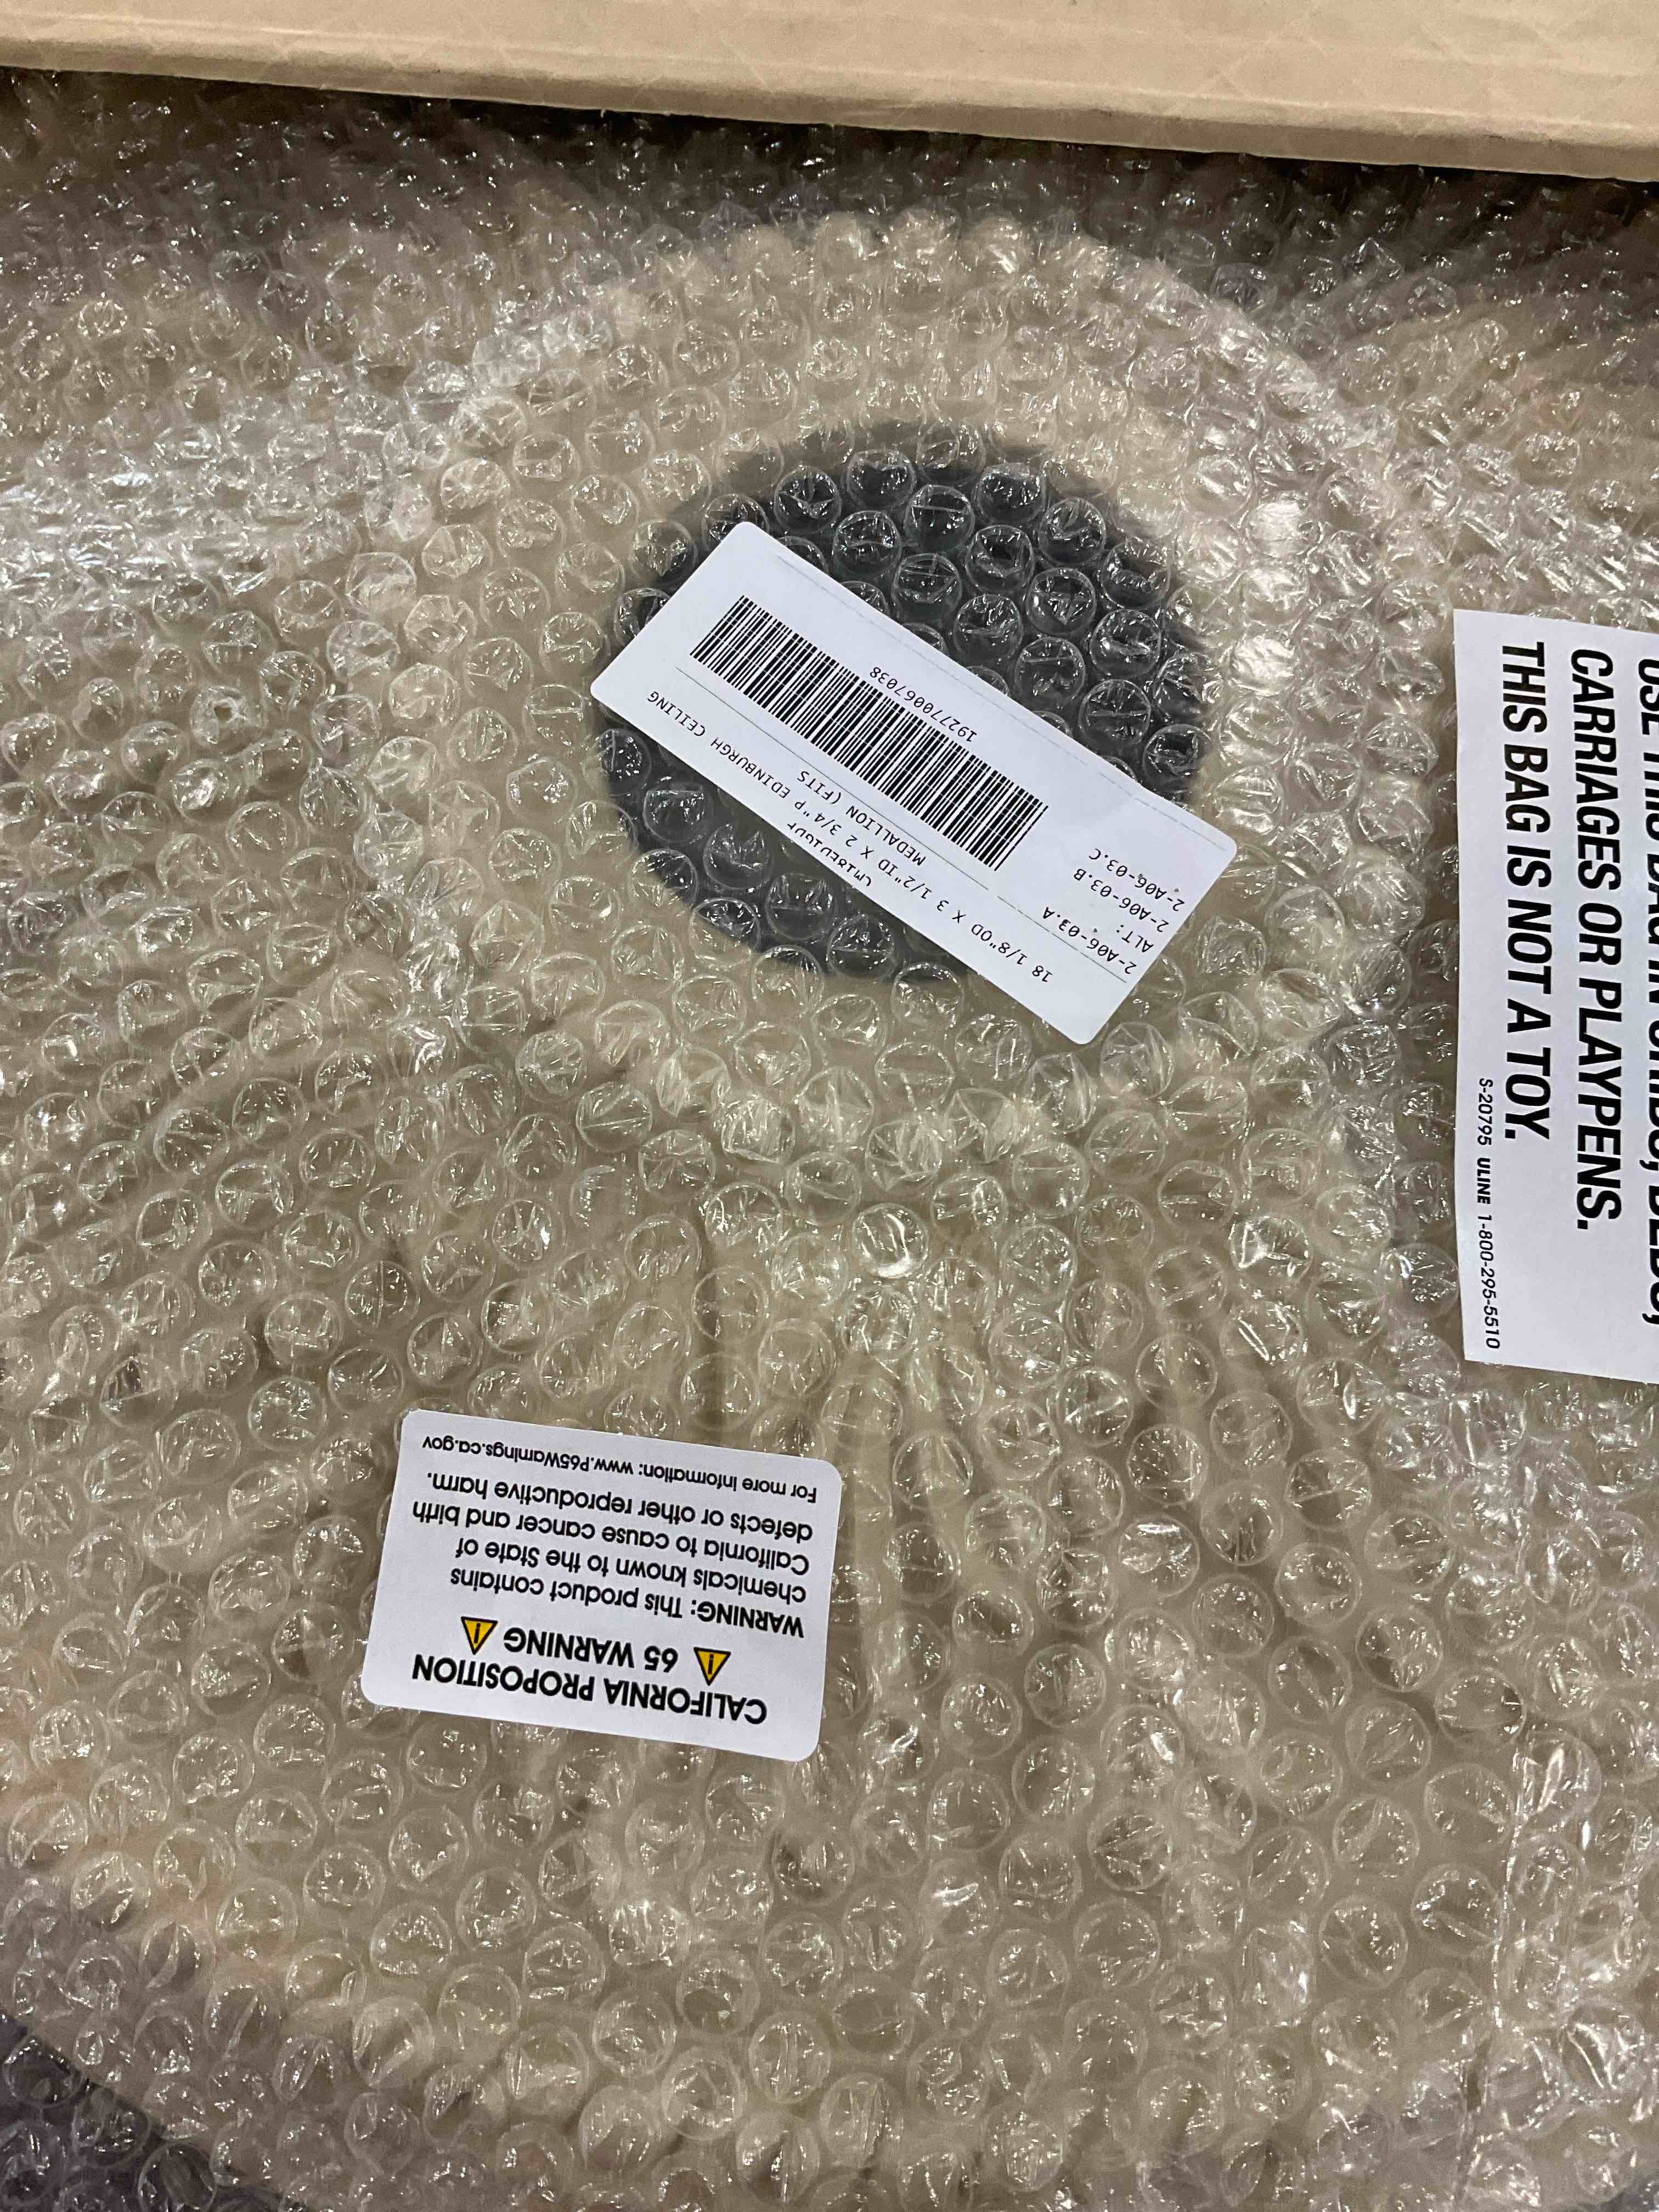 192770067038
18 1/8"OD X 3 1/2"ID X 2 3/4"P EDINBURGH CEILING
MEDALLION (FITS
2-A06-03.A
ALT:
2-A06-03.B
2-A06-03.C
CARRIAGES OR PLAYPENS.
THIS BAG IS NOT A TOY.
S-20795 ULINE 1-800-295-5510
CALIFORNIA PROPOSITION
65 WARNING
WARNING: This product contains
chemicals known to the State of
California to cause cancer and birth
defects or other reproductive harm.
For more information: www.P65Warnings.ca.gov